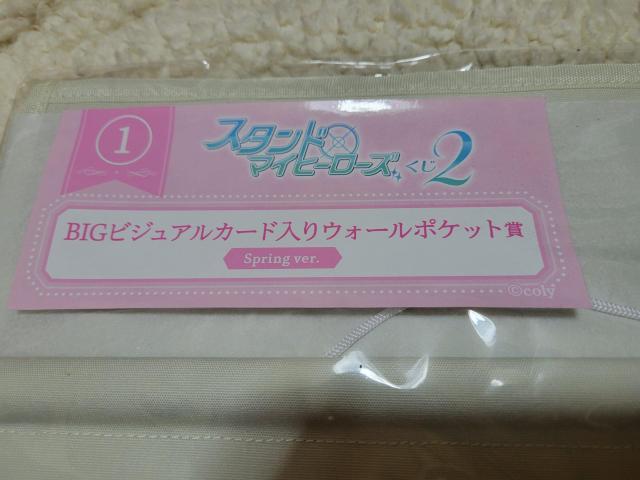 1
スタンド
マイヒーローズ くじ2
BIGビジュアルカード入りウォールポケット賞
Spring ver.
©coly